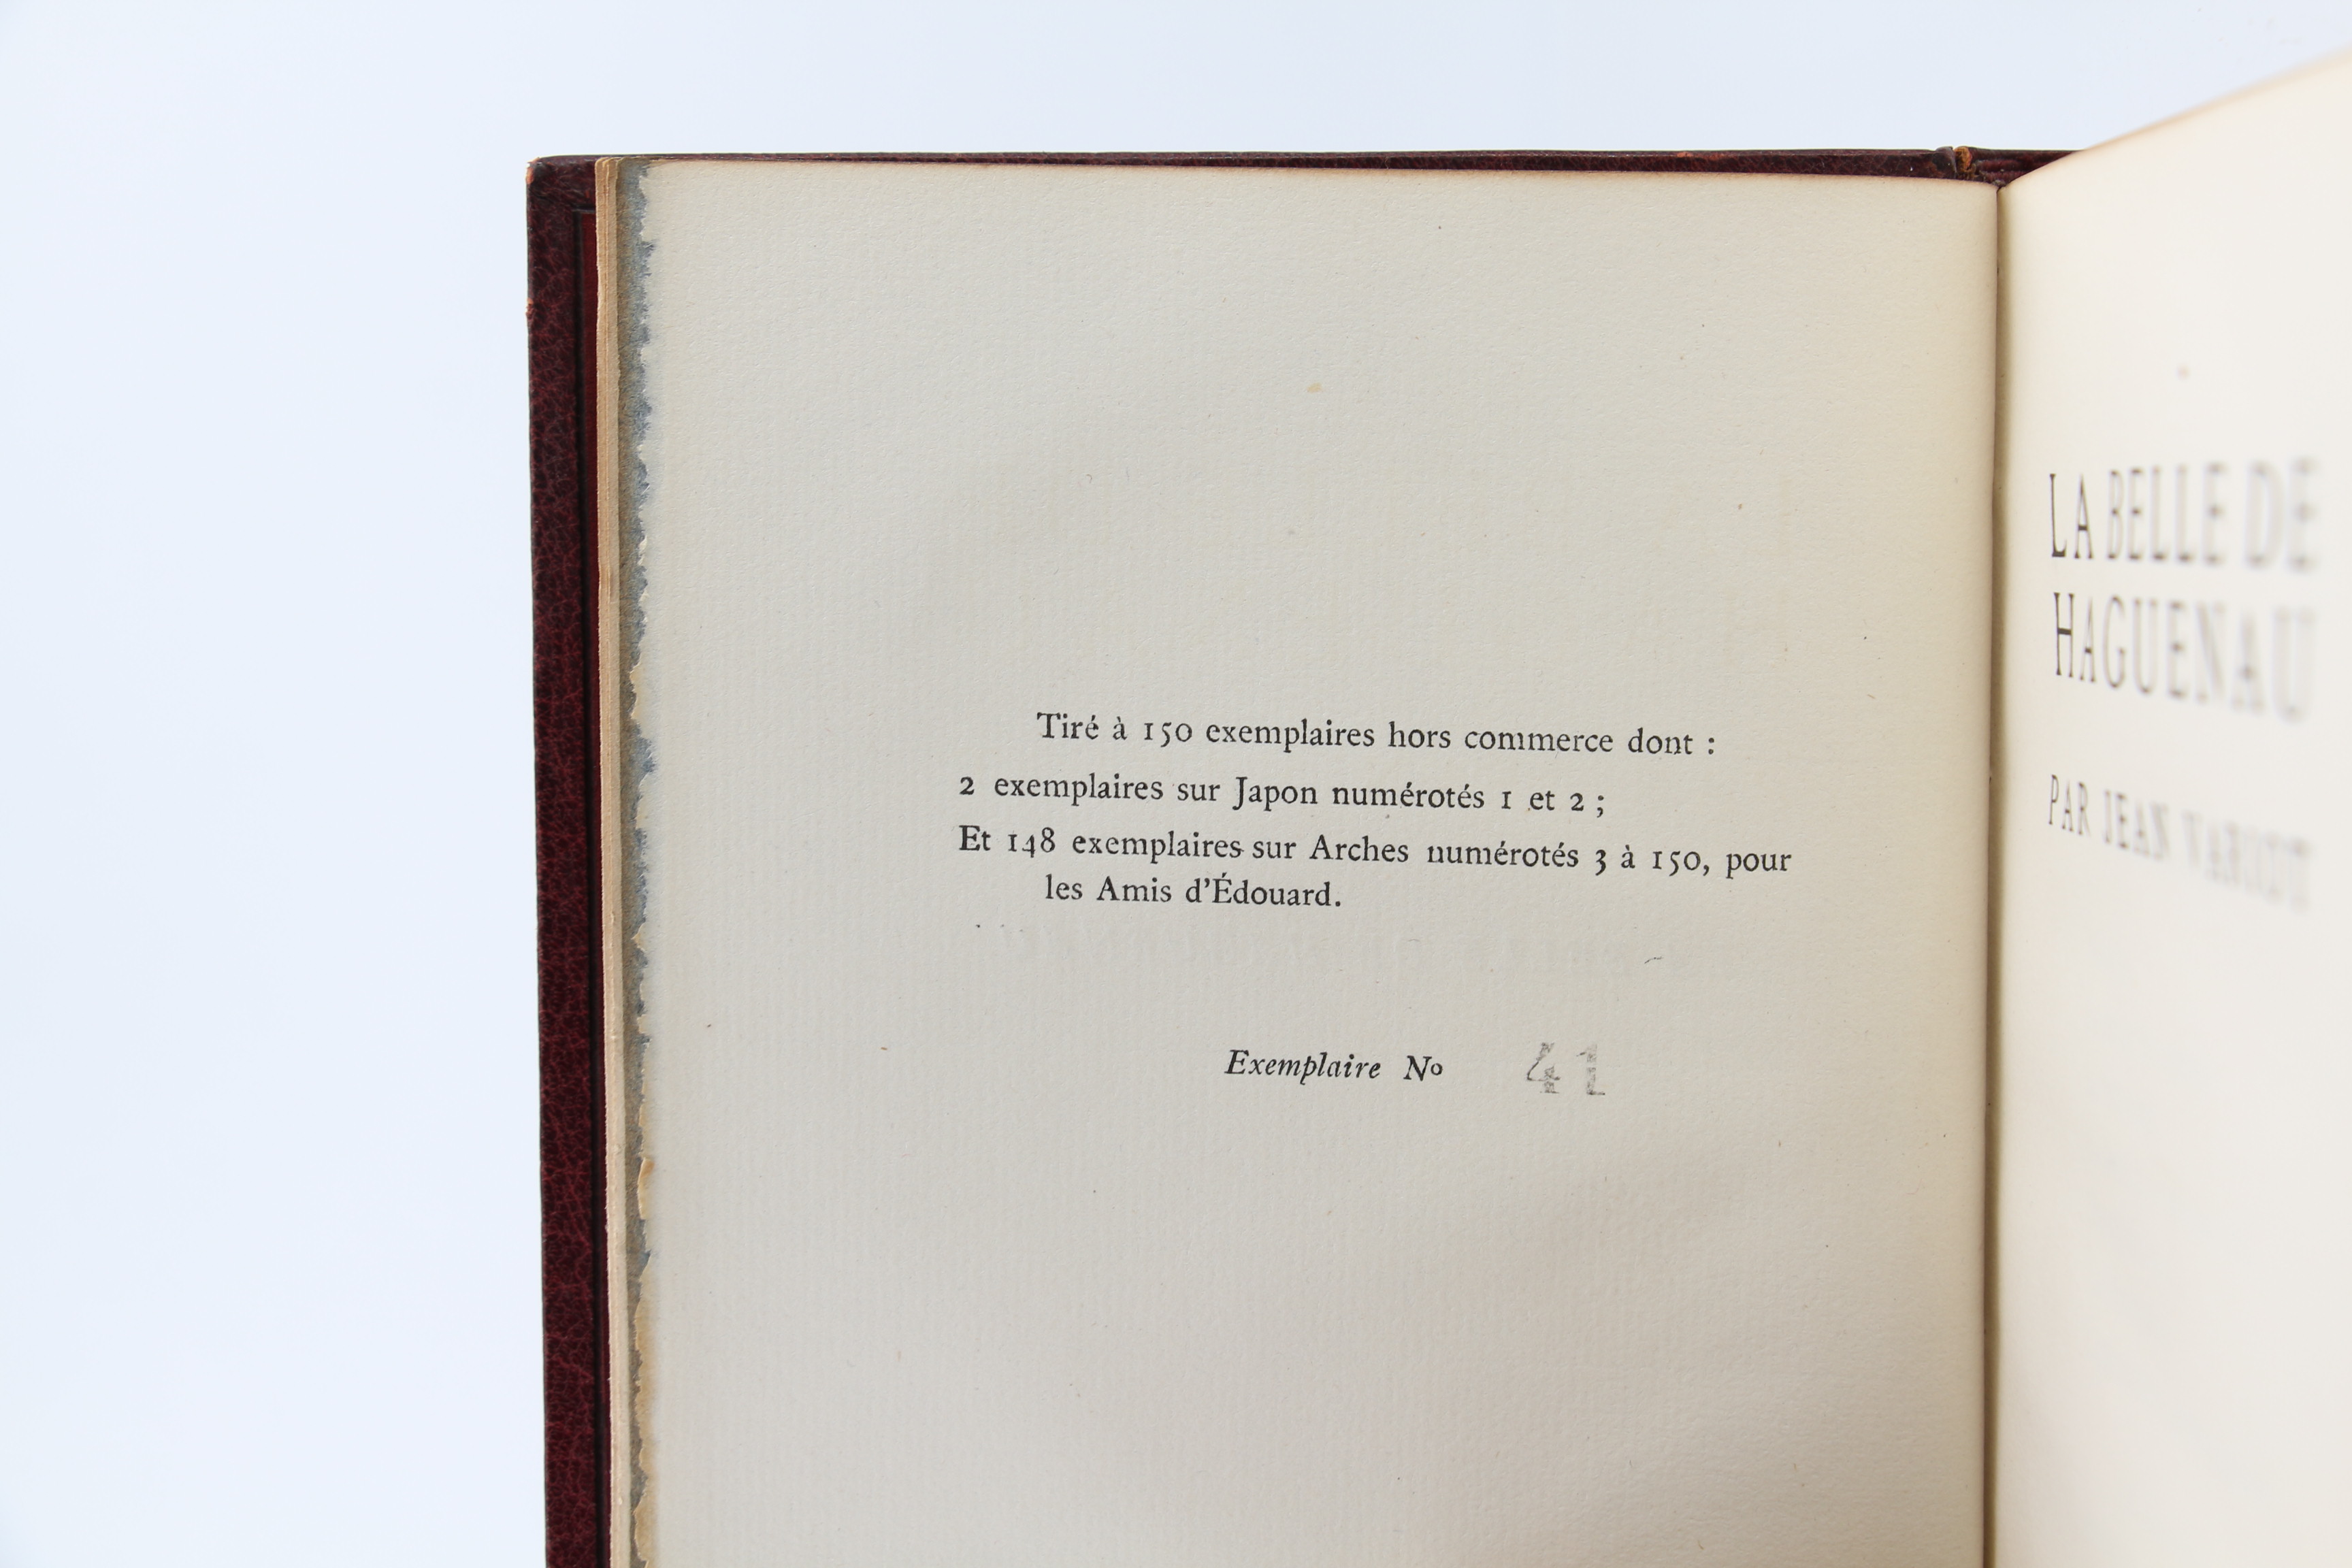 Tiré à 150 exemplaires hors commerce dont :
2 exemplaires sur Japon numérotés 1 et 2 ;
Et 148 exemplaires sur Arches numérotés 3 à 150, pour
les Amis d'Édouard.
Exemplaire No 41
LA BELLE DE
HAGUENAU
PAR JEAN VARIOT